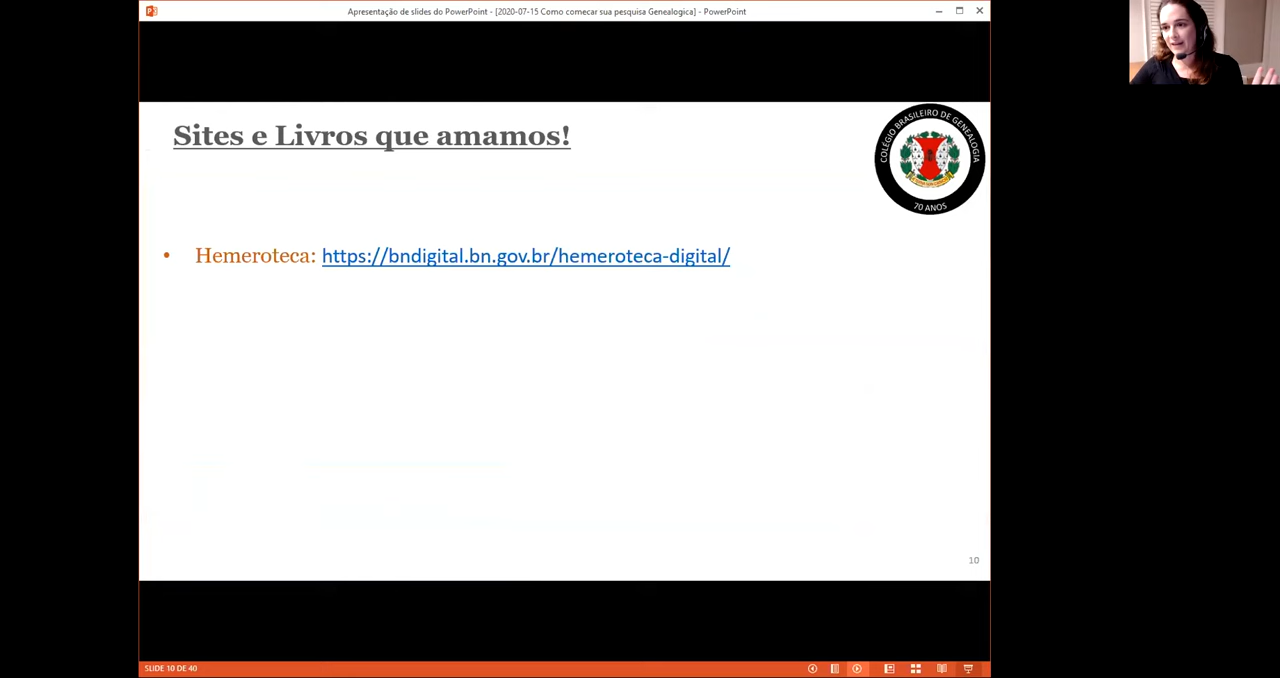 Apresentação de slides do PowerPoint - [2020-07-15 Como comecar sua pesquisa Genealogica] - PowerPoint
Sites e Livros que amamos!
COLÉGIO BRASILEIRO DE GENEALOGIA
70 ANOS
• Hemeroteca: https://bndigital.bn.gov.br/hemeroteca-digital/
10
SLIDE 10 DE 40